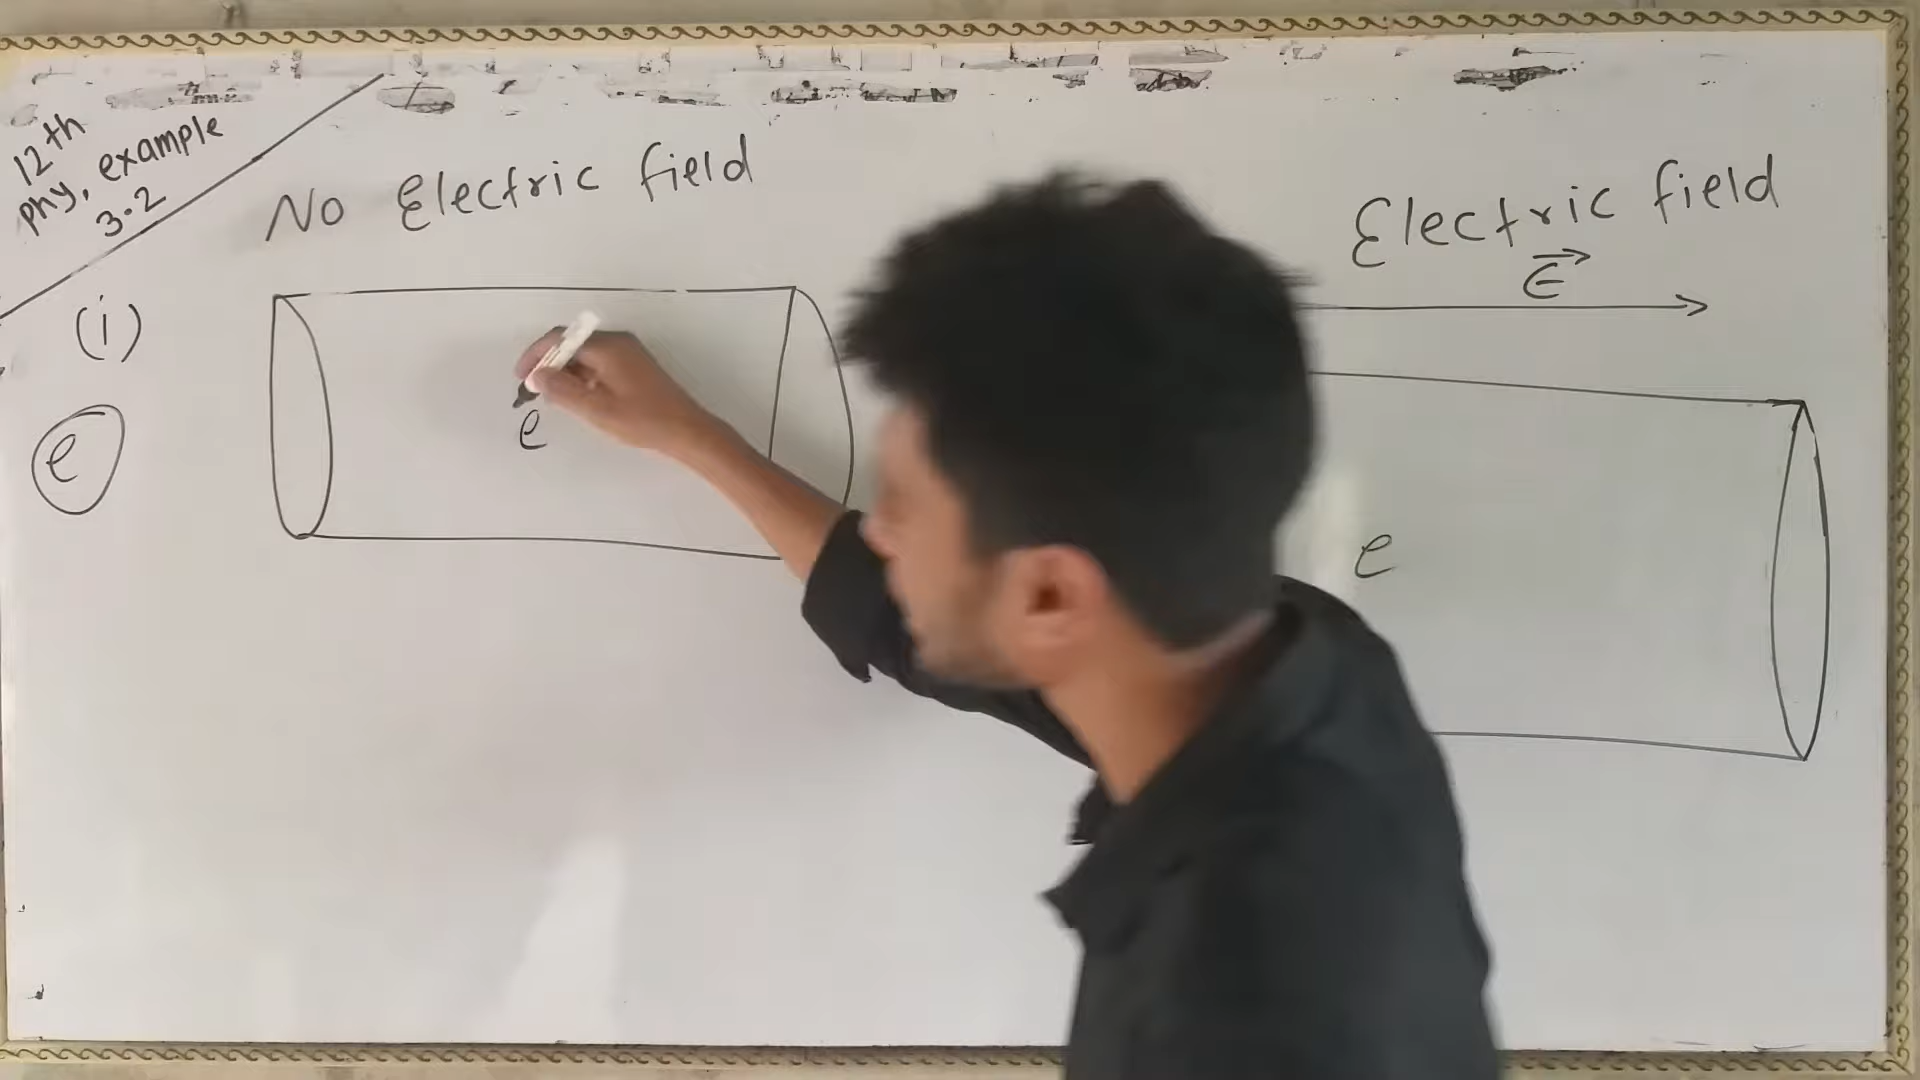 12th
phy, example
3.2
No Electric field
(i)
e
e
Electric field
E
e